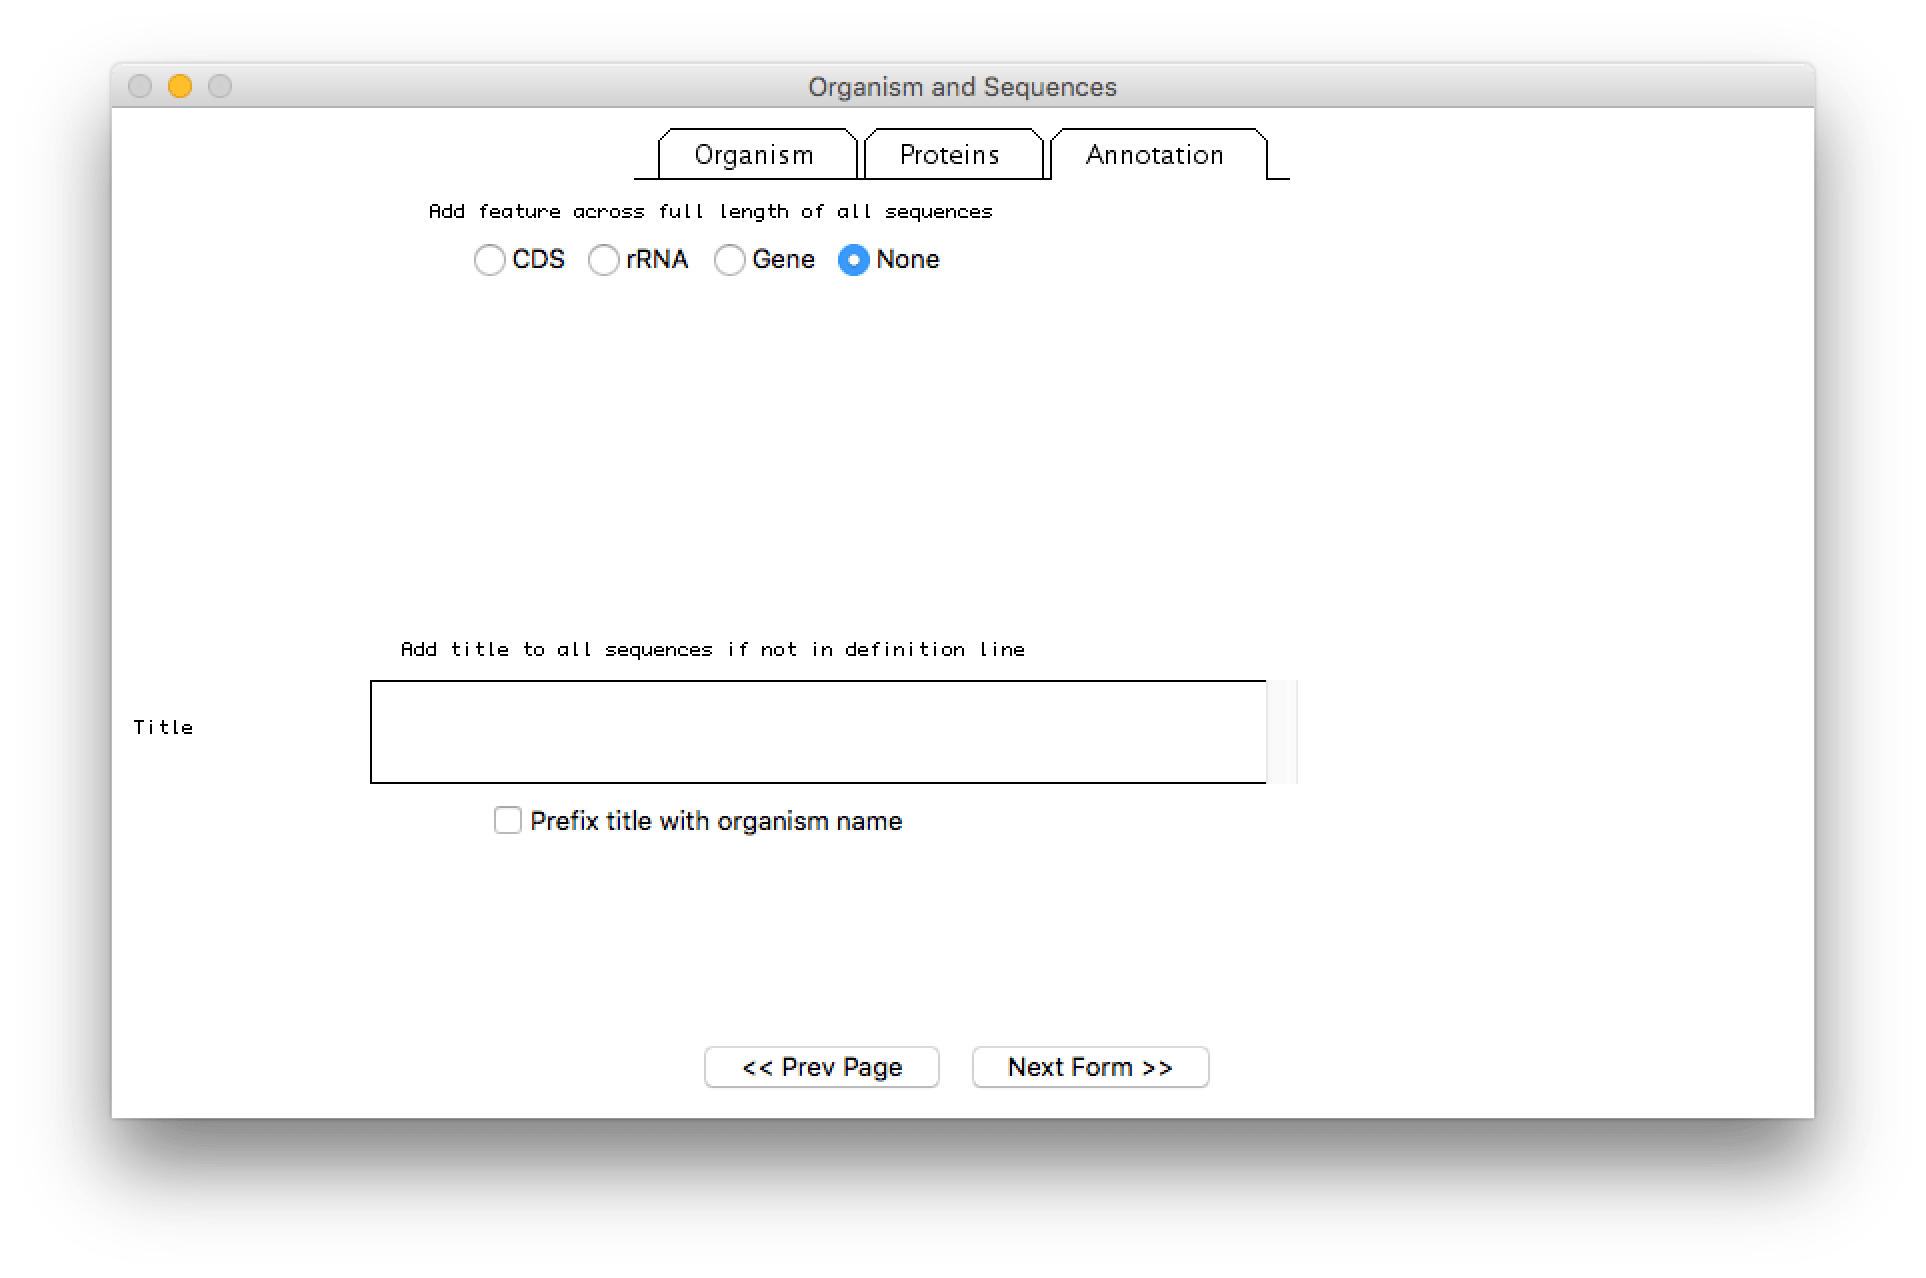 Organism and Sequences
Organism Proteins Annotation
Add feature across full length of all sequences
CDS rRNA Gene None
Add title to all sequences if not in definition line
Title
Prefix title with organism name
<< Prev Page Next Form >>